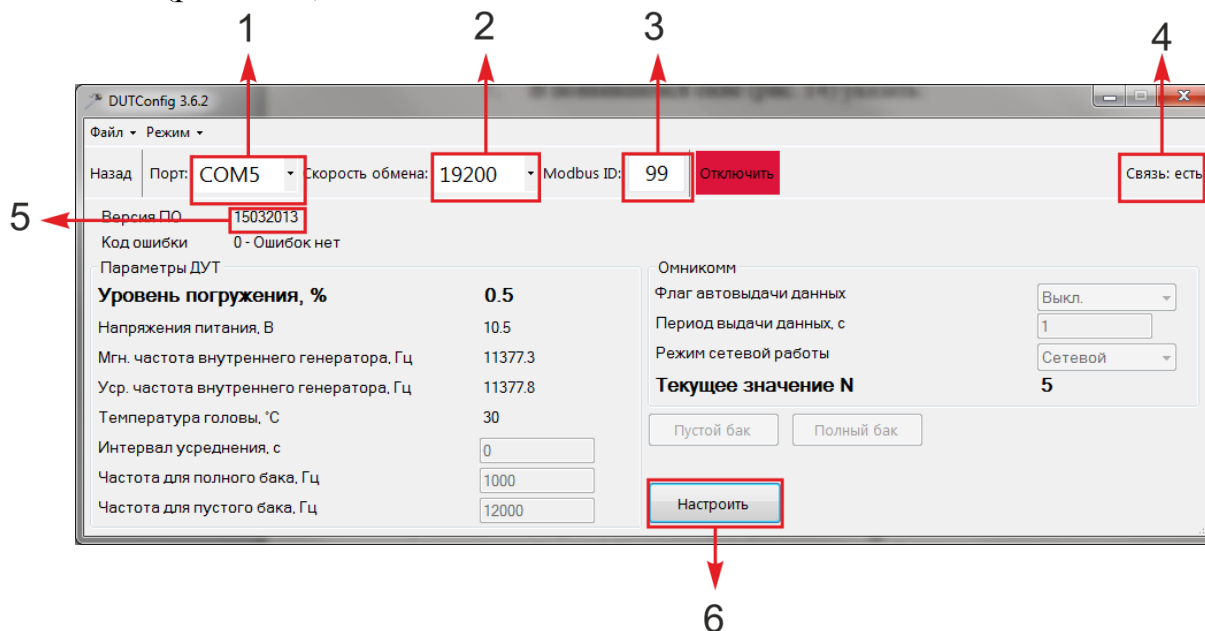 1
2
3
4
DUTConfig 3.6.2
Файл Режим
Назад Порт: COM5 Скорость обмена: 19200 Modbus ID: 99 Отключить Связь: есть
5
Версия ПО 15032013
Код ошибки 0 - Ошибок нет
Параметры ДУТ
Уровень погружения, % 0.5
Напряжения питания, В 10.5
Мгн. частота внутреннего генератора, Гц 11377.3
Уср. частота внутреннего генератора, Гц 11377.8
Температура головы, °C 30
Интервал усреднения, с 0
Частота для полного бака, Гц 1000
Частота для пустого бака, Гц 12000
Омникомм
Флаг автовыдачи данных Выкл.
Период выдачи данных, с 1
Режим сетевой работы Сетевой
Текущее значение N 5
Пустой бак Полный бак
Настроить
6